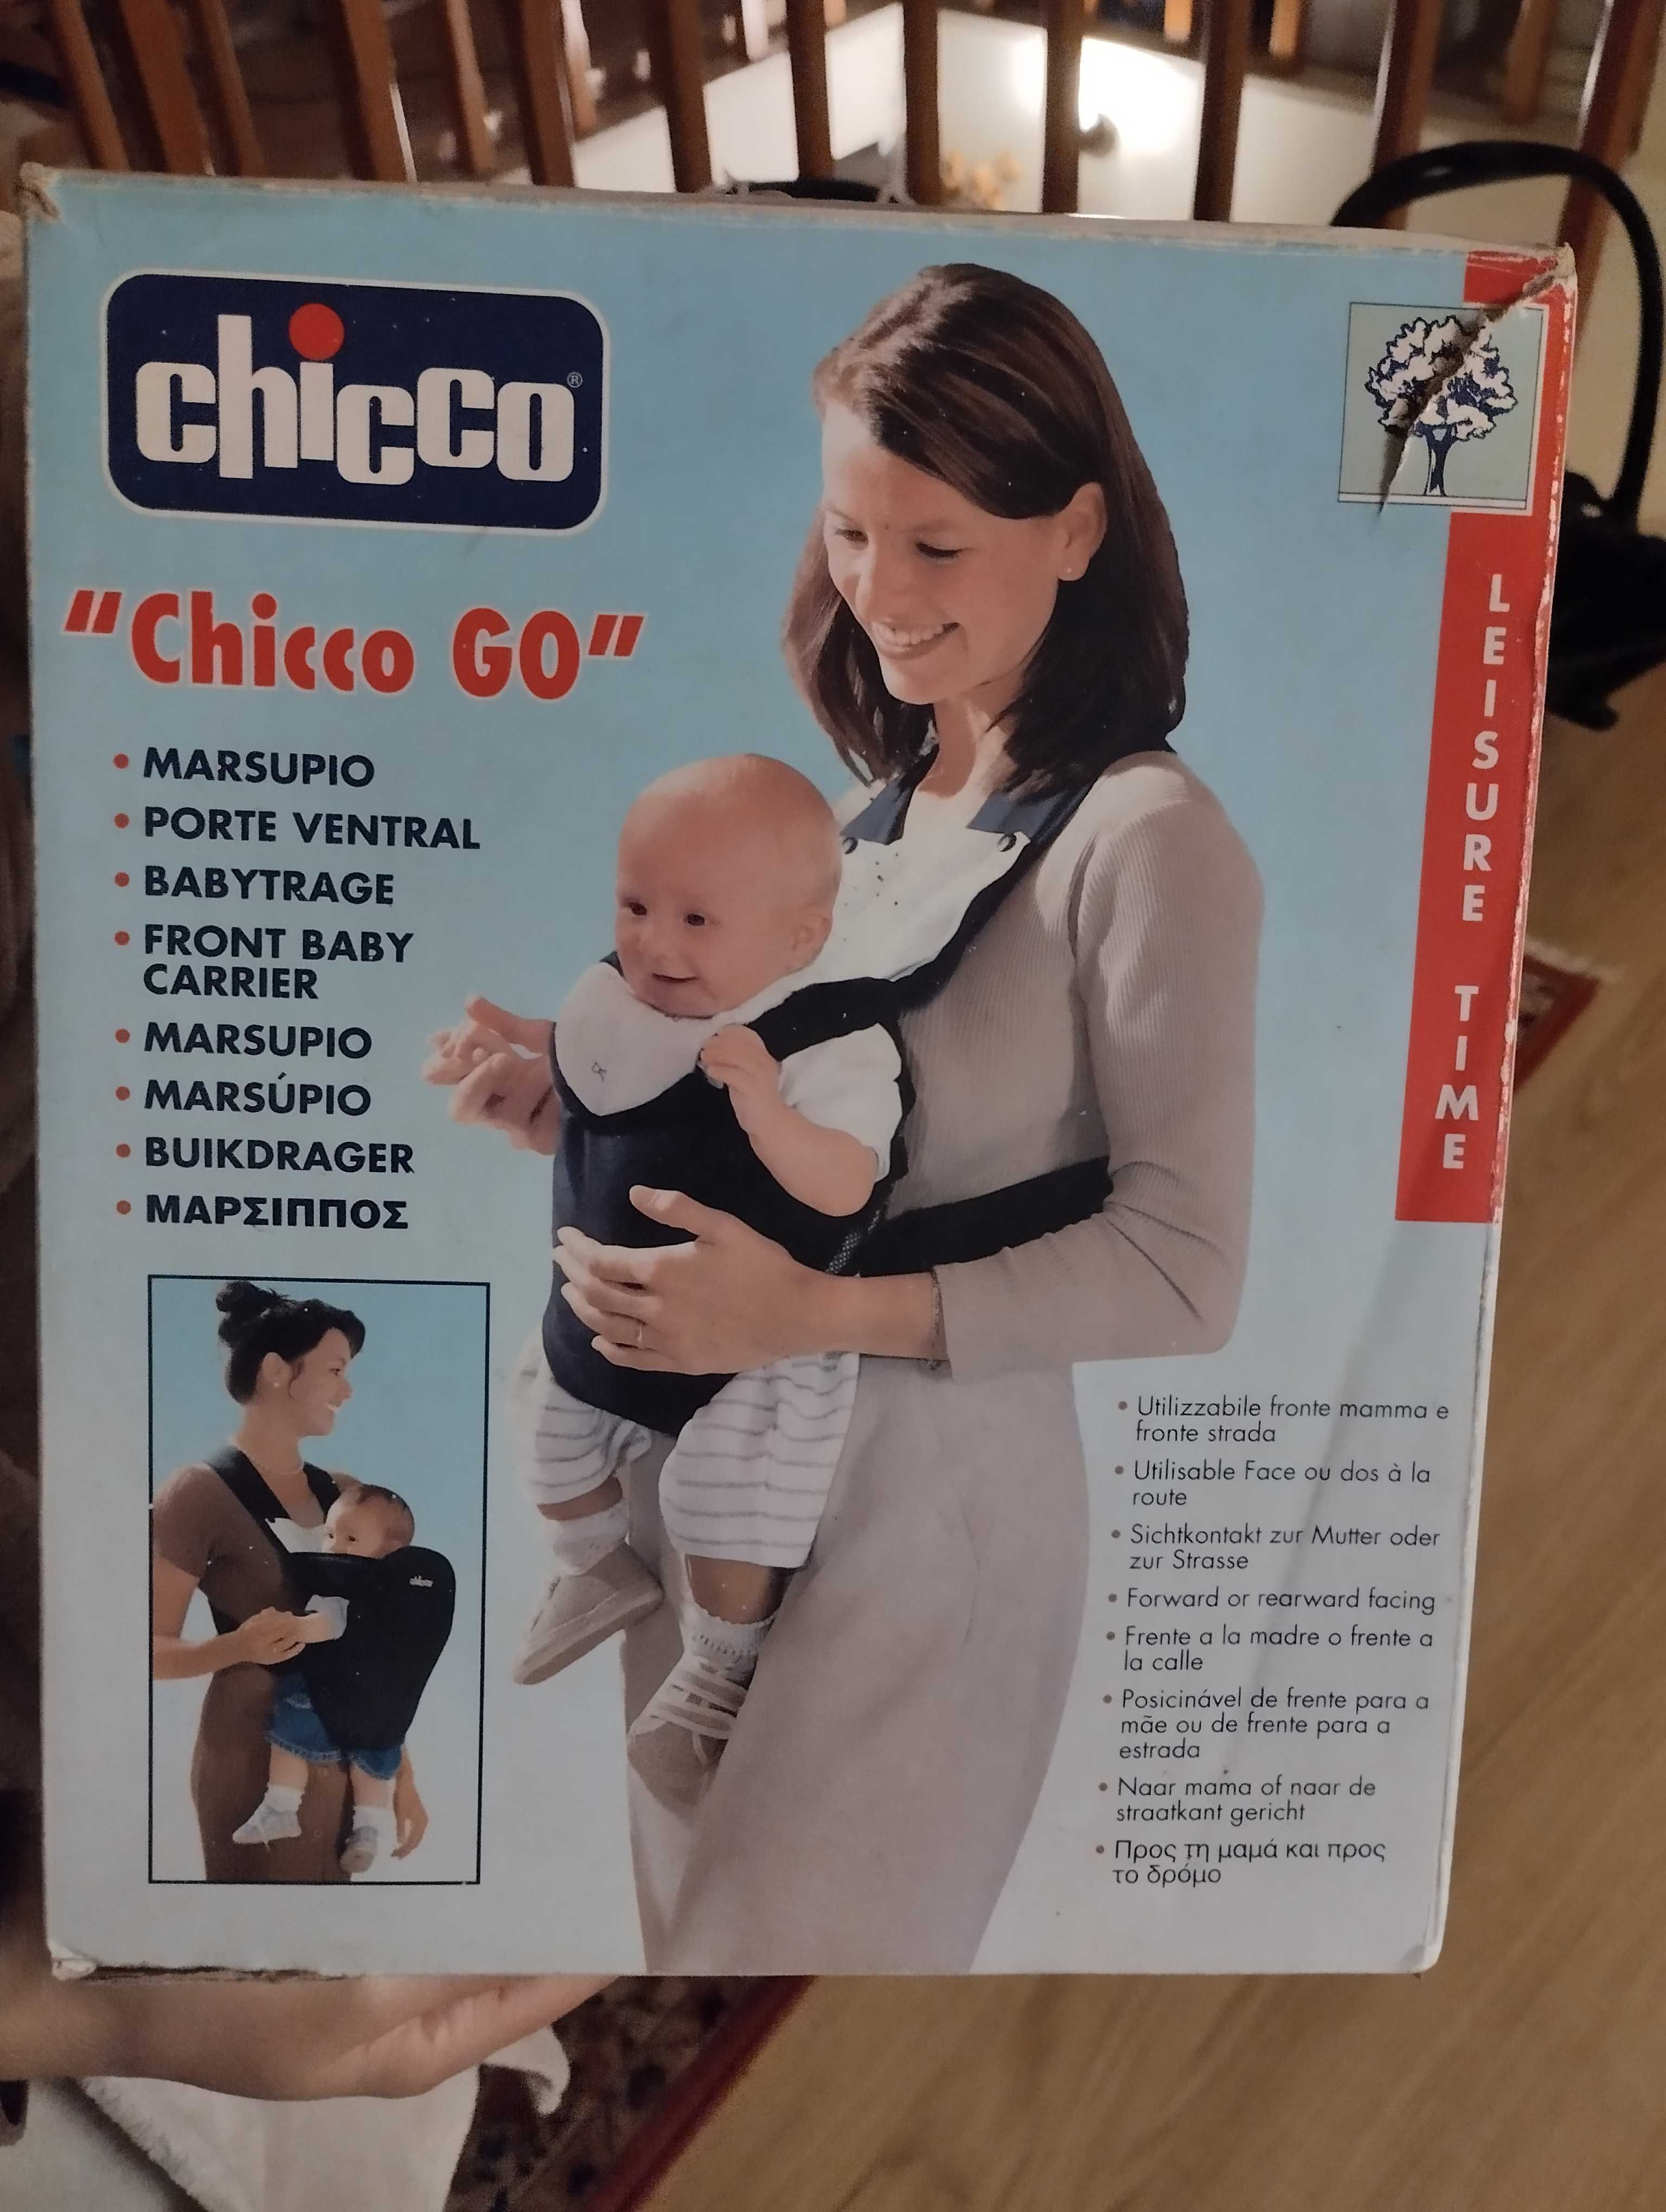 chicco®
"Chicco GO"
• MARSUPIO
• PORTE VENTRAL
• BABYTRAGE
• FRONT BABY
CARRIER
• MARSUPIO
• MARSÚPIO
• BUIKDRAGER
• ΜΑΡΣΙΠΠΟΣ
LEISURE TIME
• Utilizzabile fronte mamma e
fronte strada
• Utilisable Face ou dos à la
route
• Sichtkontakt zur Mutter oder
zur Strasse
• Forward or rearward facing
• Frente a la madre o frente a
la calle
• Posicinável de frente para a
mãe ou de frente para a
estrada
• Naar mama of naar de
straatkant gericht
• Προς τη μαμά και προς
το δρόμο
chicco